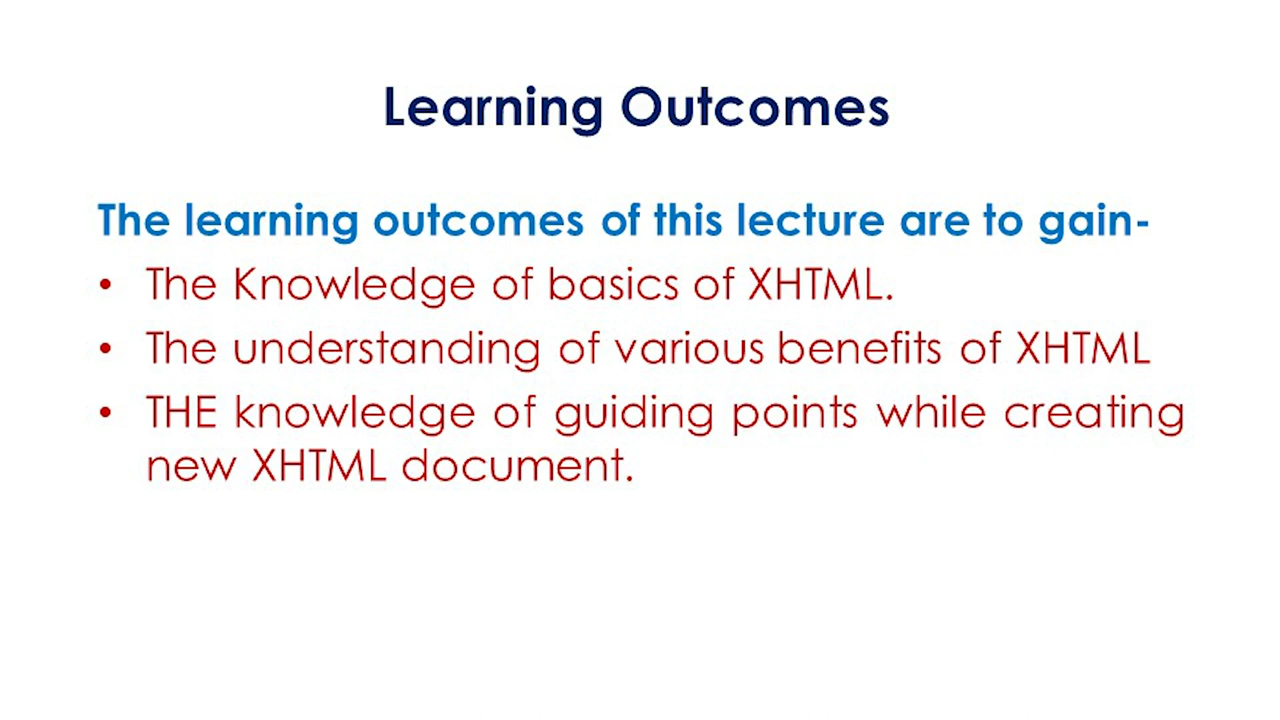 Learning Outcomes
The learning outcomes of this lecture are to gain-
• The Knowledge of basics of XHTML.
• The understanding of various benefits of XHTML
• THE knowledge of guiding points while creating
new XHTML document.